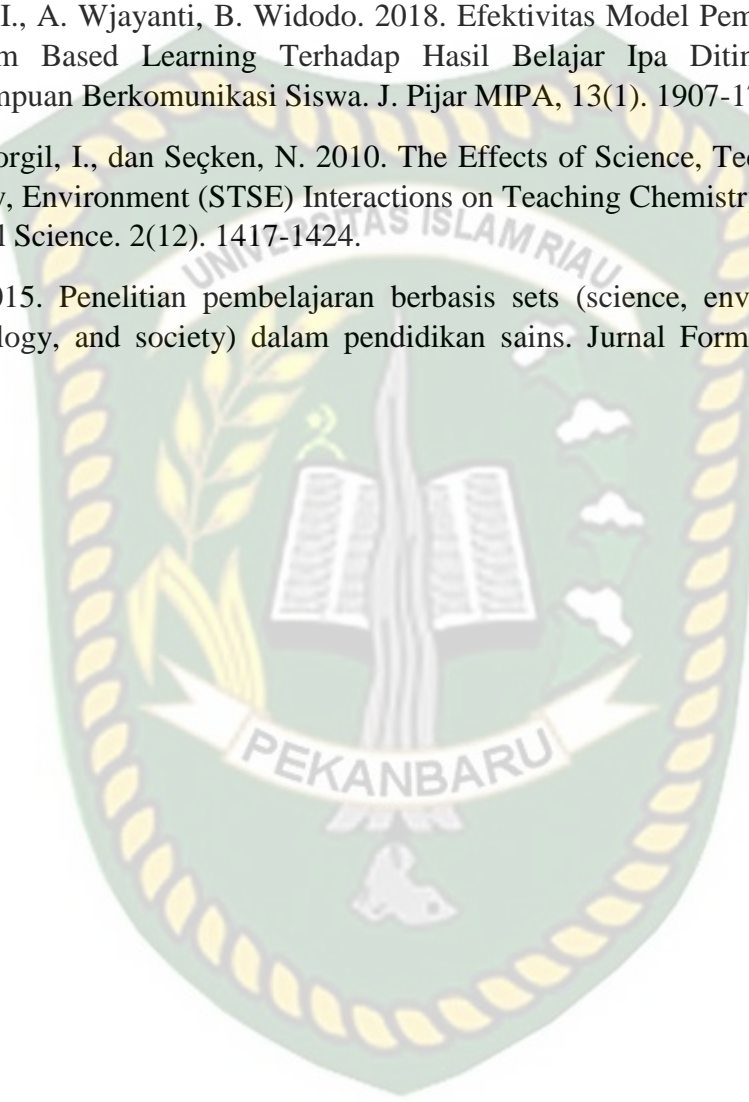 I., A. Wjayanti, B. Widodo. 2018. Efektivitas Model Pem
m Based Learning Terhadap Hasil Belajar Ipa Ditin
mpuan Berkomunikasi Siswa. J. Pijar MIPA, 13(1). 1907-17
orgil, I., dan Seçken, N. 2010. The Effects of Science, Tec
y, Environment (STSE) Interactions on Teaching Chemistry
l Science. 2(12). 1417-1424.
UNIVERSITAS ISLAM RIAU
015. Penelitian pembelajaran berbasis sets (science, env
logy, and society) dalam pendidikan sains. Jurnal Form
PEKANBARU